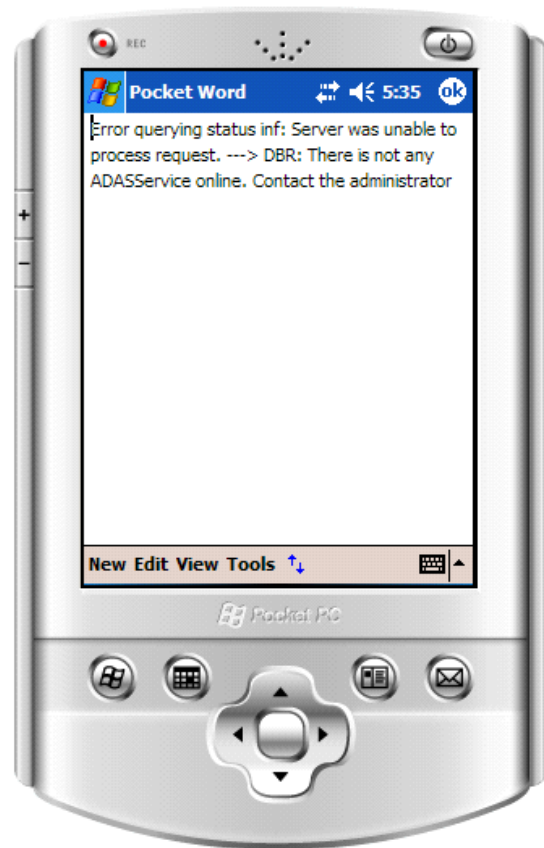 REC
Pocket Word 5:35 ok
Error querying status inf: Server was unable to
process request. ---> DBR: There is not any
ADASService online. Contact the administrator
+
−
New Edit View Tools
Pocket PC